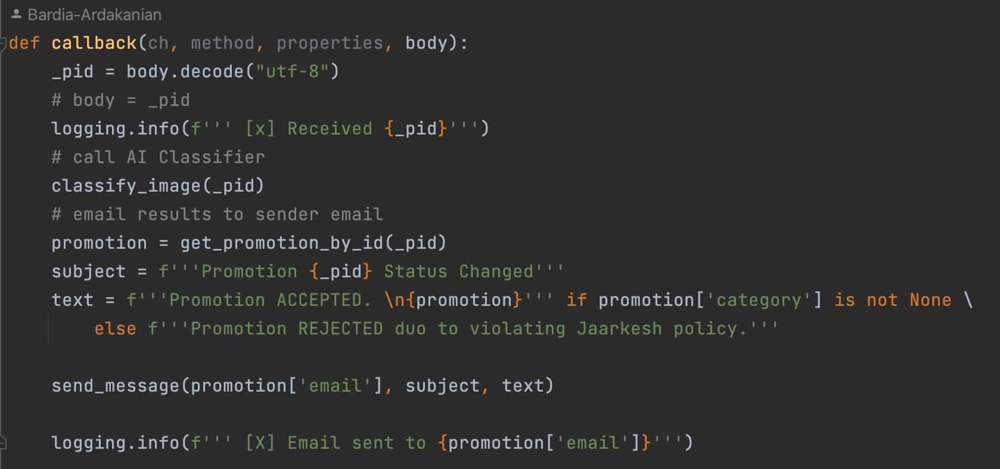 Bardia-Ardakanian
def callback(ch, method, properties, body):
    _pid = body.decode("utf-8")
    # body = _pid
    logging.info(f''' [x] Received {_pid}''')
    # call AI Classifier
    classify_image(_pid)
    # email results to sender email
    promotion = get_promotion_by_id(_pid)
    subject = f'''Promotion {_pid} Status Changed'''
    text = f'''Promotion ACCEPTED. \n{promotion}''' if promotion['category'] is not None \
        else f'''Promotion REJECTED duo to violating Jaarkesh policy.'''
    send_message(promotion['email'], subject, text)
    logging.info(f''' [X] Email sent to {promotion['email']}''')